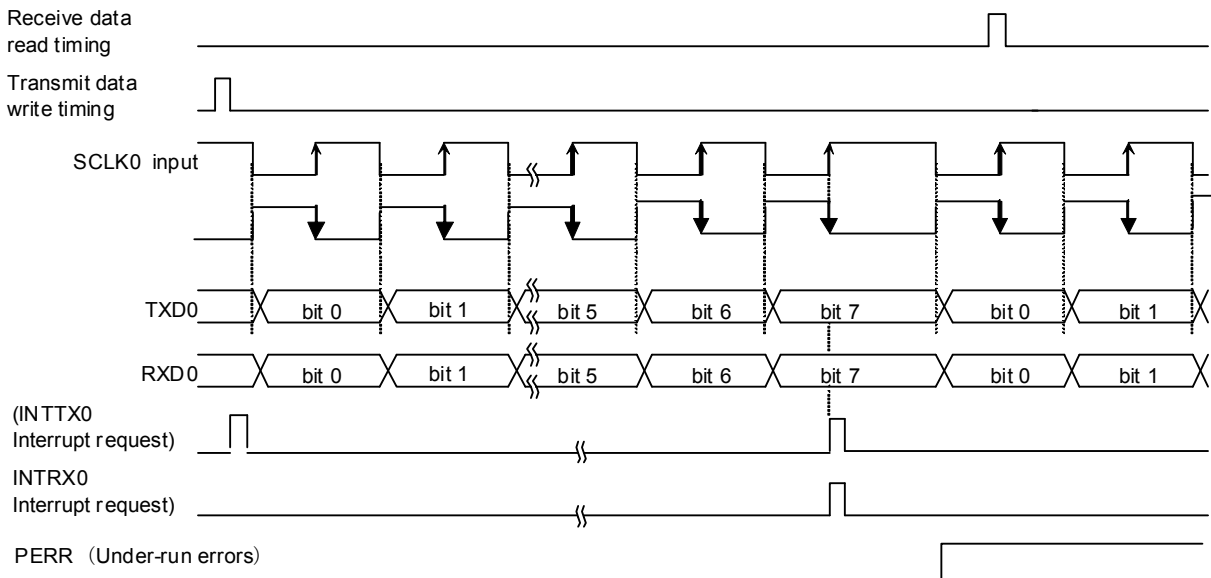 Receive data
read timing
Transmit data
write timing
SCLK0 input
TXD0 bit 0 bit 1 bit 5 bit 6 bit 7 bit 0 bit 1
RXD0 bit 0 bit 1 bit 5 bit 6 bit 7 bit 0 bit 1
(INTTX0
Interrupt request)
INTRX0
Interrupt request)
PERR（Under-run errors）